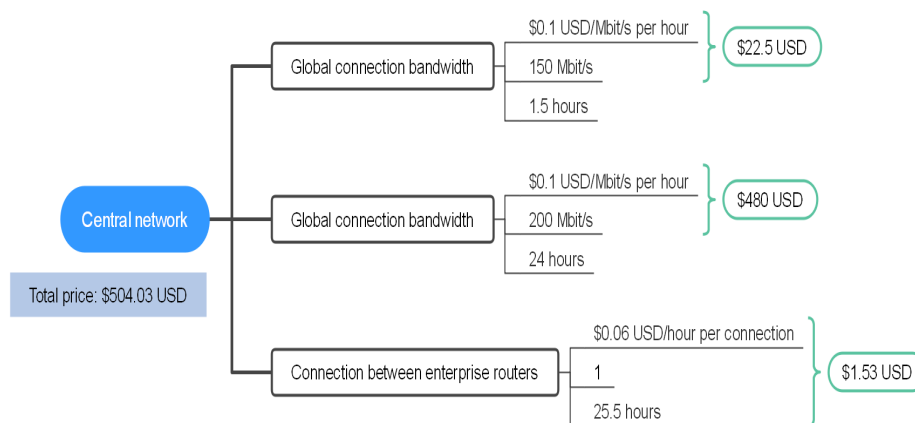 $0.1 USD/Mbit/s per hour
Global connection bandwidth
150 Mbit/s
1.5 hours
$22.5 USD
$0.1 USD/Mbit/s per hour
Global connection bandwidth
200 Mbit/s
24 hours
$480 USD
Central network
Total price: $504.03 USD
$0.06 USD/hour per connection
Connection between enterprise routers
1
25.5 hours
$1.53 USD